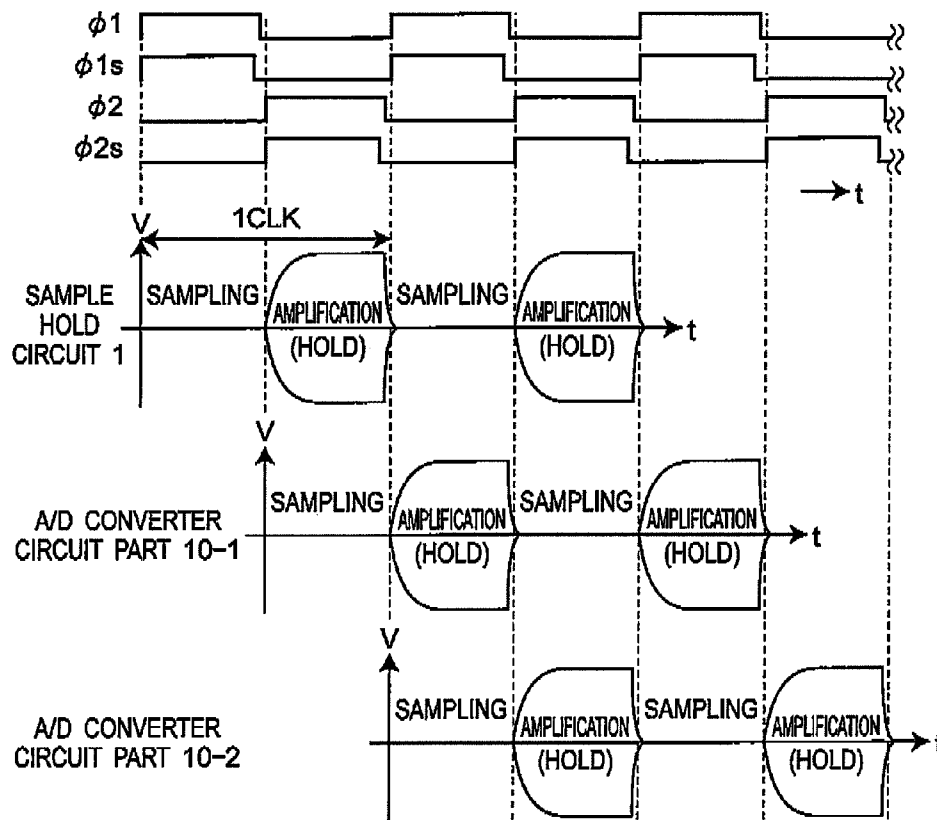 ϕ1
ϕ1s
ϕ2
ϕ2s
t
V
1CLK
SAMPLE
HOLD
CIRCUIT 1
SAMPLING
AMPLIFICATION
(HOLD)
SAMPLING
AMPLIFICATION
(HOLD)
t
V
A/D CONVERTER
CIRCUIT PART 10-1
SAMPLING
AMPLIFICATION
(HOLD)
SAMPLING
AMPLIFICATION
(HOLD)
t
V
A/D CONVERTER
CIRCUIT PART 10-2
SAMPLING
AMPLIFICATION
(HOLD)
SAMPLING
AMPLIFICATION
(HOLD)
t